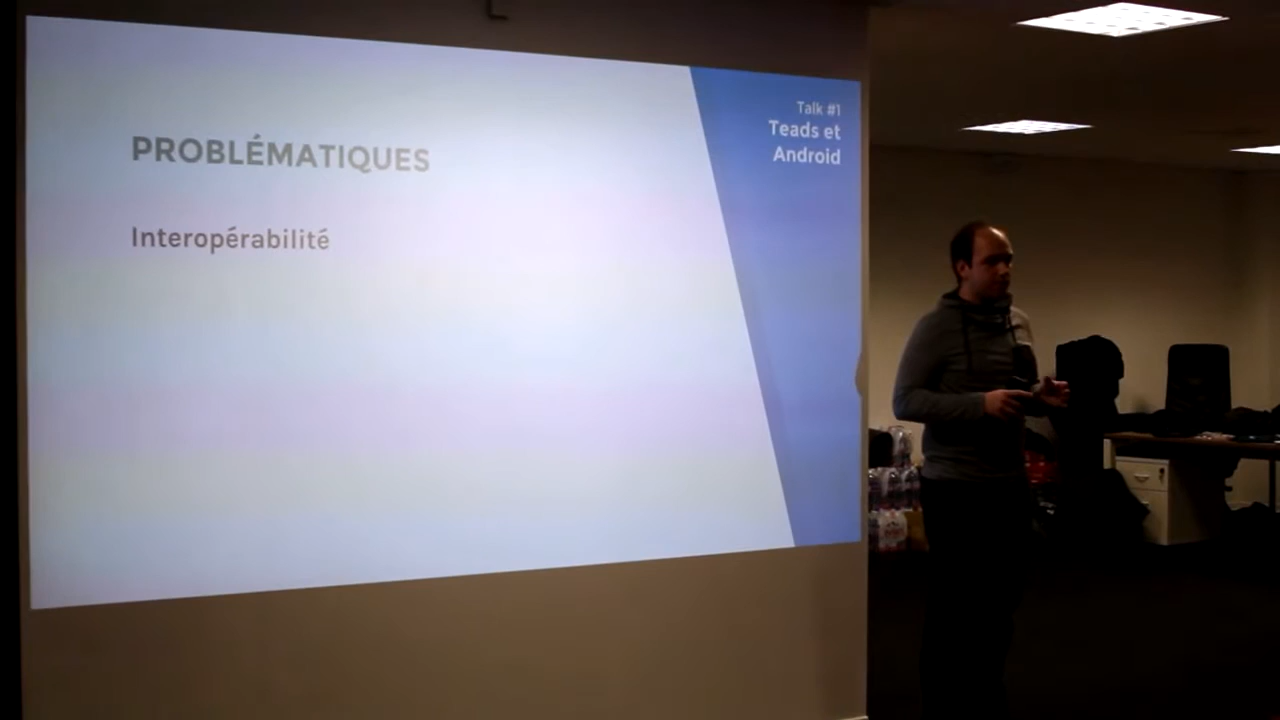 PROBLÉMATIQUES
Interopérabilité
Talk #1
Teads et
Android